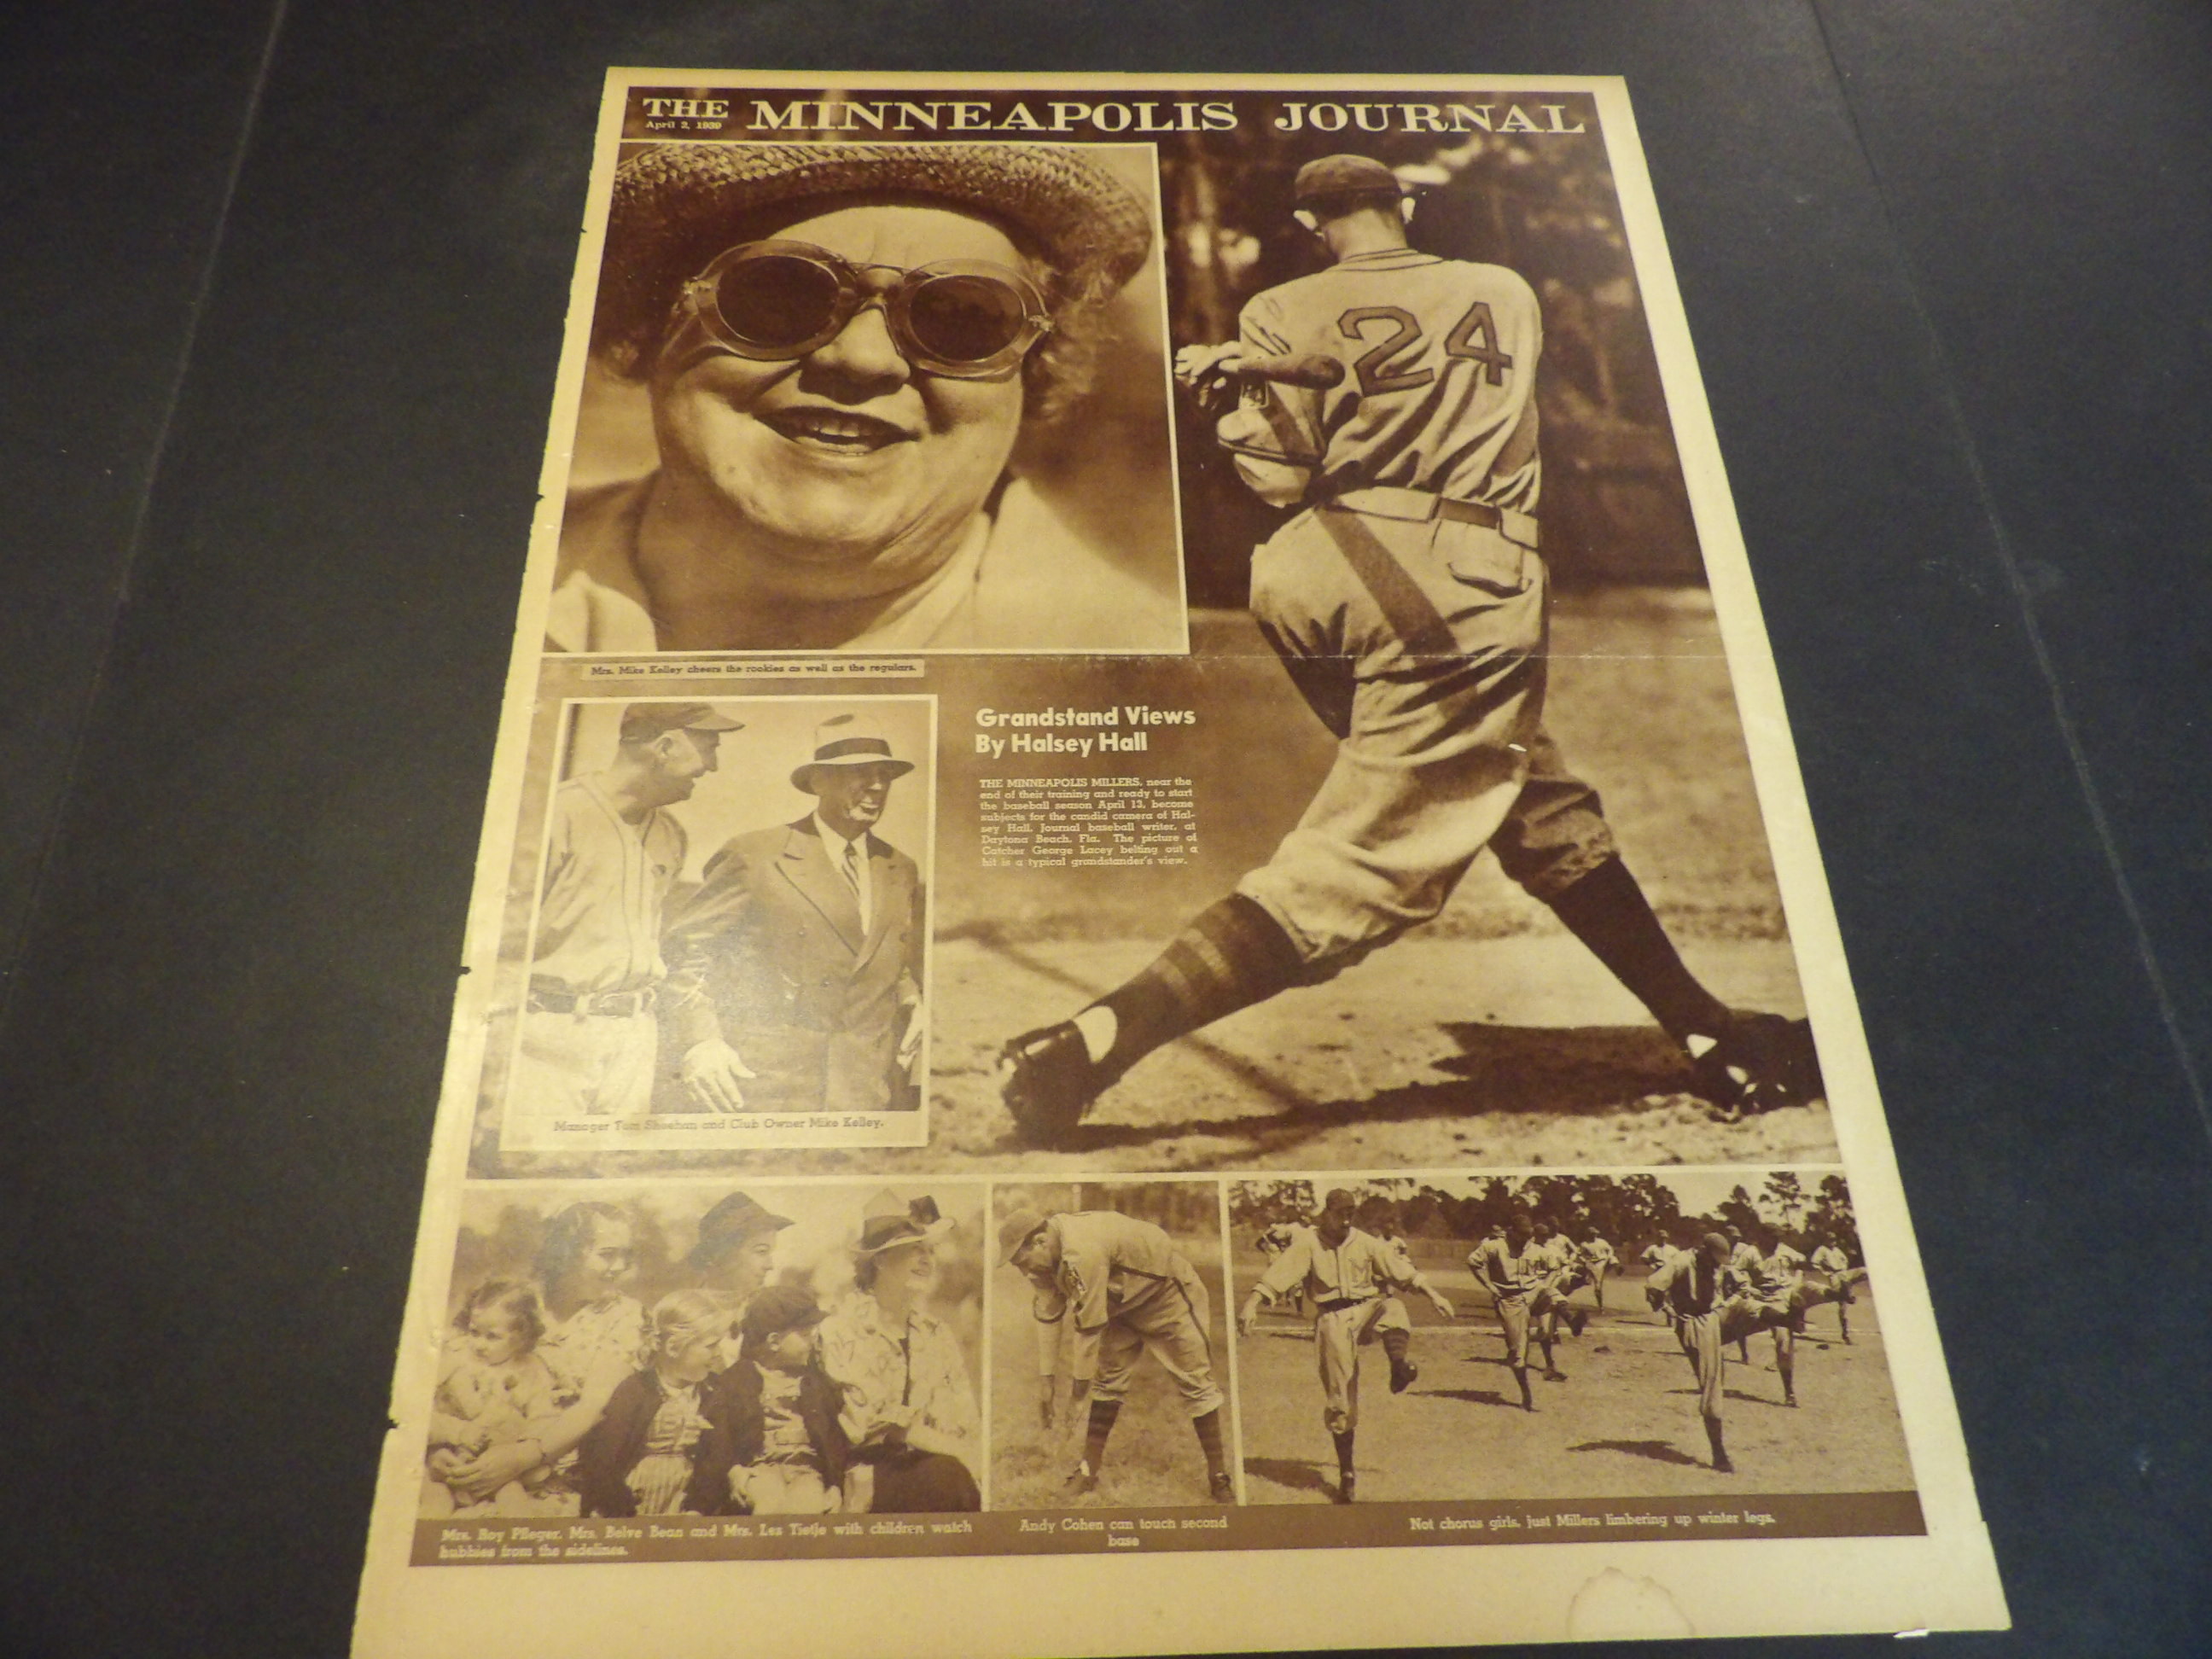 THE MINNEAPOLIS JOURNAL
April 2, 1939
24
Mrs. Mike Kelley cheers the rookies as well as the regulars.
Grandstand Views
By Halsey Hall
THE MINNEAPOLIS MILLERS, near the
end of their training and ready to start
the baseball season April 13, become
subjects for the candid camera of Hal-
sey Hall, Journal baseball writer, at
Daytona Beach, Fla. The picture of
Catcher George Lacey belting out a
hit is a typical grandstander's view.
Manager Tom Sheehan and Club Owner Mike Kelley.
Mrs. Roy Pfleger, Mrs. Belve Bean and Mrs. Les Tietje with children watch
hubbies from the sidelines.
Andy Cohen can touch second
base
Not chorus girls, just Millers limbering up winter legs.